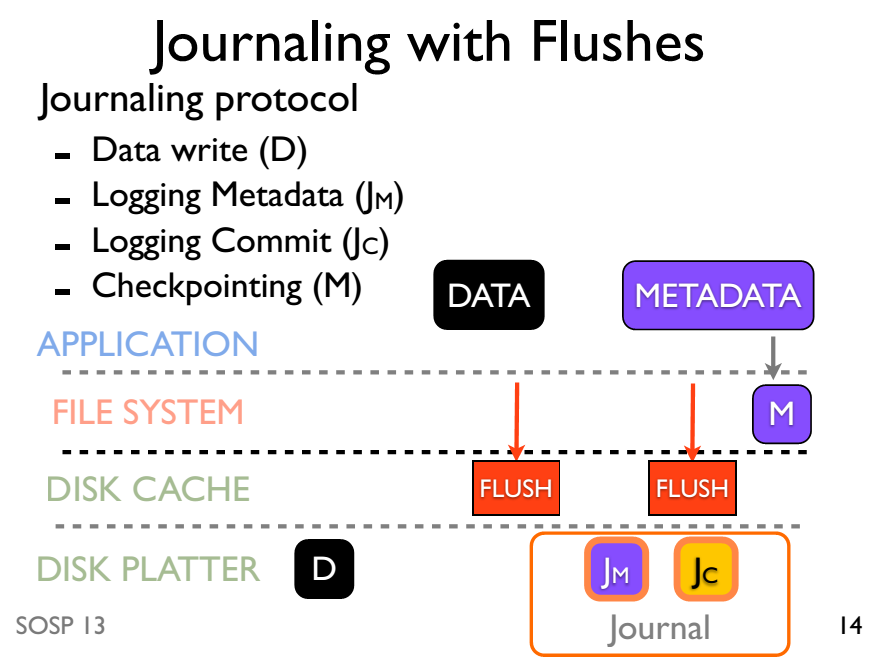 Journaling with Flushes
Journaling protocol
- Data write (D)
- Logging Metadata (JM)
- Logging Commit (JC)
- Checkpointing (M)
DATA
METADATA
APPLICATION
FILE SYSTEM
M
DISK CACHE
FLUSH
FLUSH
DISK PLATTER
D
JM
JC
SOSP 13
Journal
14